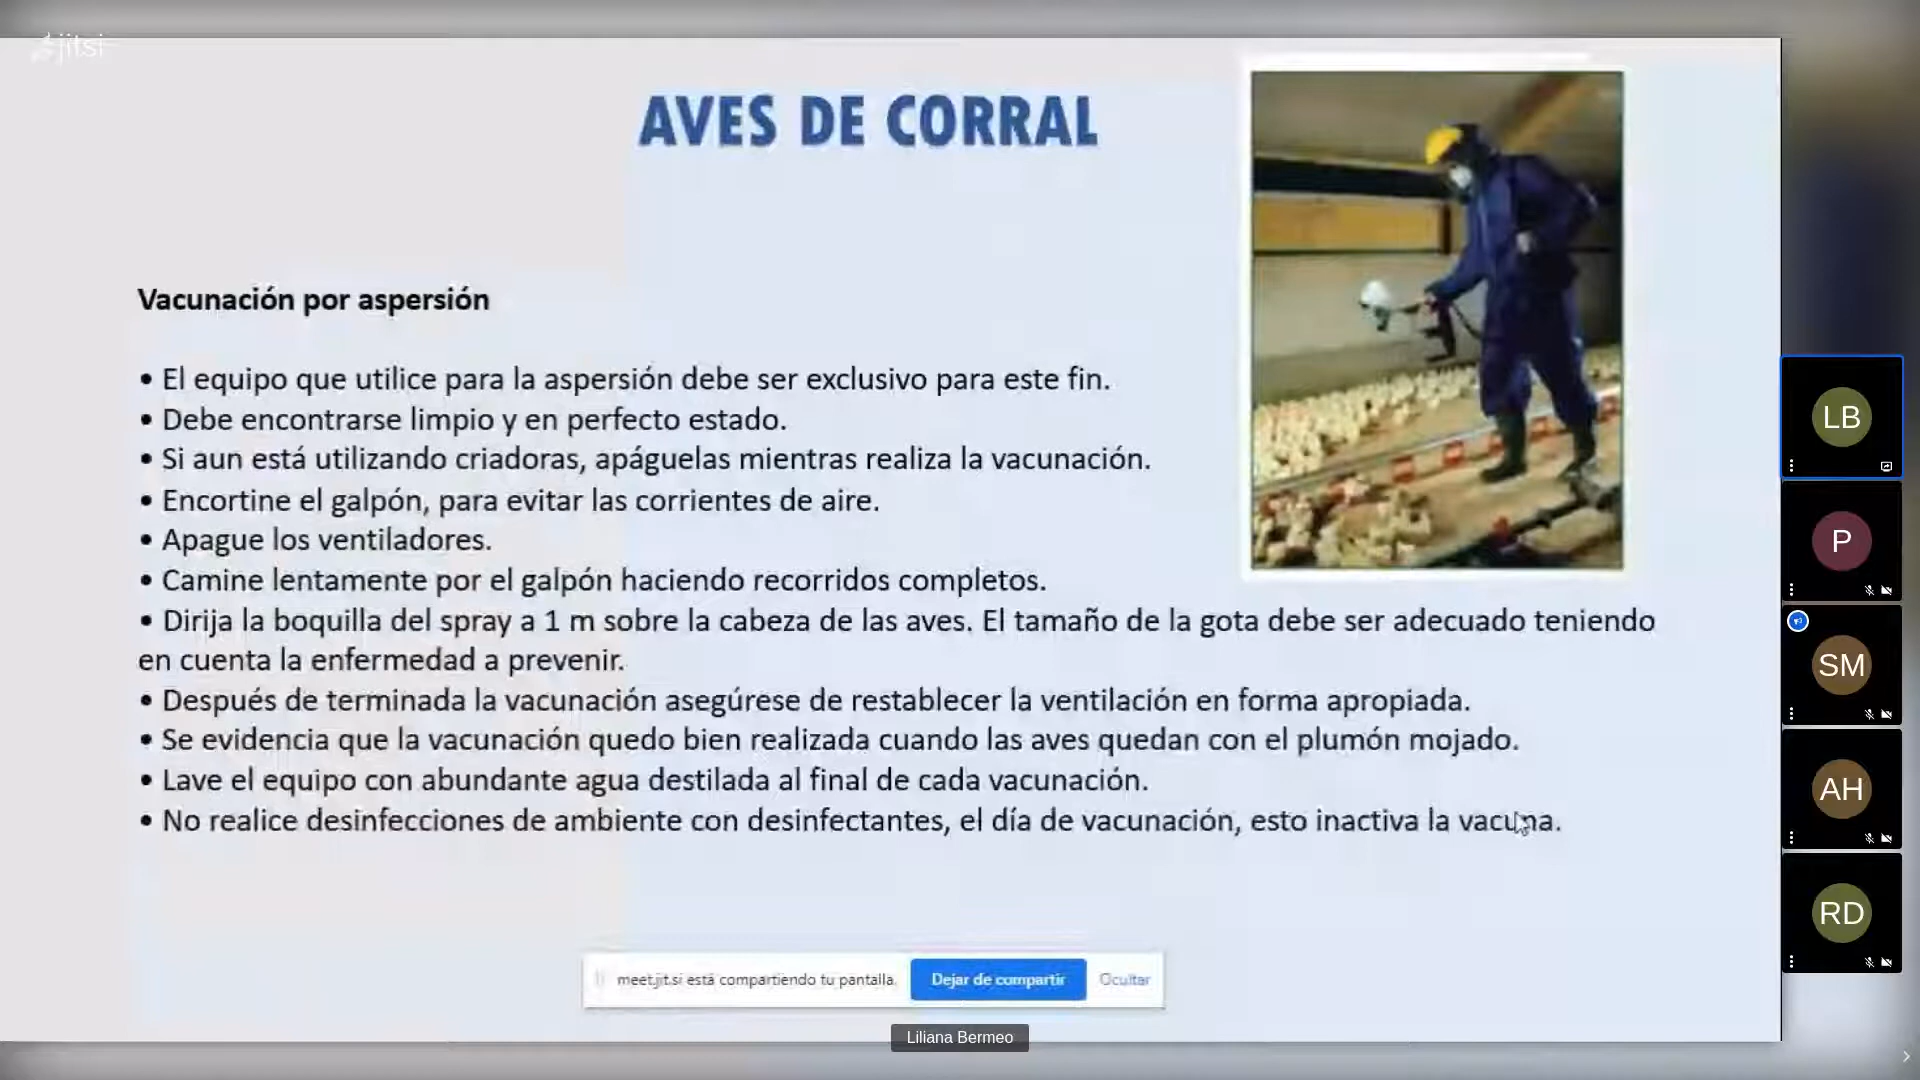 jitsi
AVES DE CORRAL
Vacunación por aspersión
• El equipo que utilice para la aspersión debe ser exclusivo para este fin.
• Debe encontrarse limpio y en perfecto estado.
• Si aun está utilizando criadoras, apáguelas mientras realiza la vacunación.
• Encortine el galpón, para evitar las corrientes de aire.
• Apague los ventiladores.
• Camine lentamente por el galpón haciendo recorridos completos.
• Dirija la boquilla del spray a 1 m sobre la cabeza de las aves. El tamaño de la gota debe ser adecuado teniendo
en cuenta la enfermedad a prevenir.
• Después de terminada la vacunación asegúrese de restablecer la ventilación en forma apropiada.
• Se evidencia que la vacunación quedo bien realizada cuando las aves quedan con el plumón mojado.
• Lave el equipo con abundante agua destilada al final de cada vacunación.
• No realice desinfecciones de ambiente con desinfectantes, el día de vacunación, esto inactiva la vacuna.
meet.jit.si está compartiendo tu pantalla.
Dejar de compartir
Ocultar
Liliana Bermeo
LB
P
SM
AH
RD